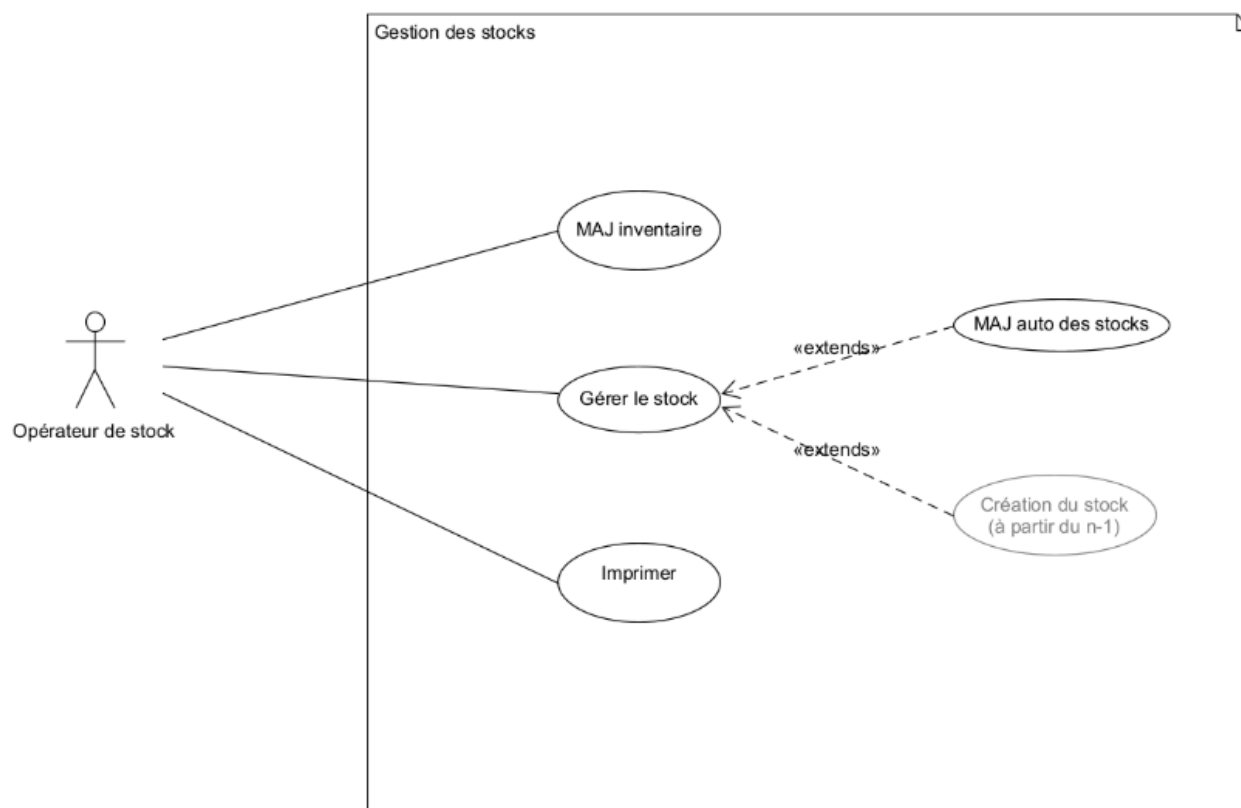 Gestion des stocks
MAJ inventaire
MAJ auto des stocks
«extends»
Gérer le stock
Opérateur de stock
«extends»
Création du stock
(à partir du n-1)
Imprimer